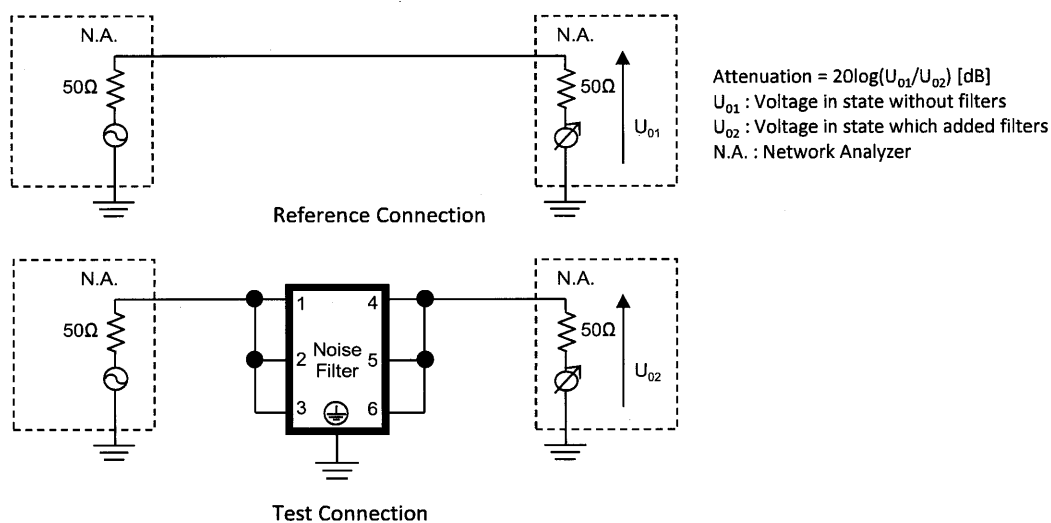 N.A.
50Ω
N.A.
50Ω
U01
Attenuation = 20log(U01/U02) [dB]
U01 : Voltage in state without filters
U02 : Voltage in state which added filters
N.A. : Network Analyzer
Reference Connection
N.A.
50Ω
1
2
3
Noise
Filter
4
5
6
N.A.
50Ω
U02
Test Connection